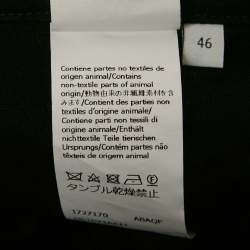 46
Contiene partes no textiles de
origen animal/Contains
non-textile parts of animal
origin/動物由来の非繊維素材を
含みます/Contient des parties non
textiles d'origine animale/
Contiene parti non tessili di
origine animale/Enthält
nichttextile Teile tierischen
Ursprungs/Contém partes não
têxteis de origem animal
タンブル乾燥禁止
1727170 ABAQF